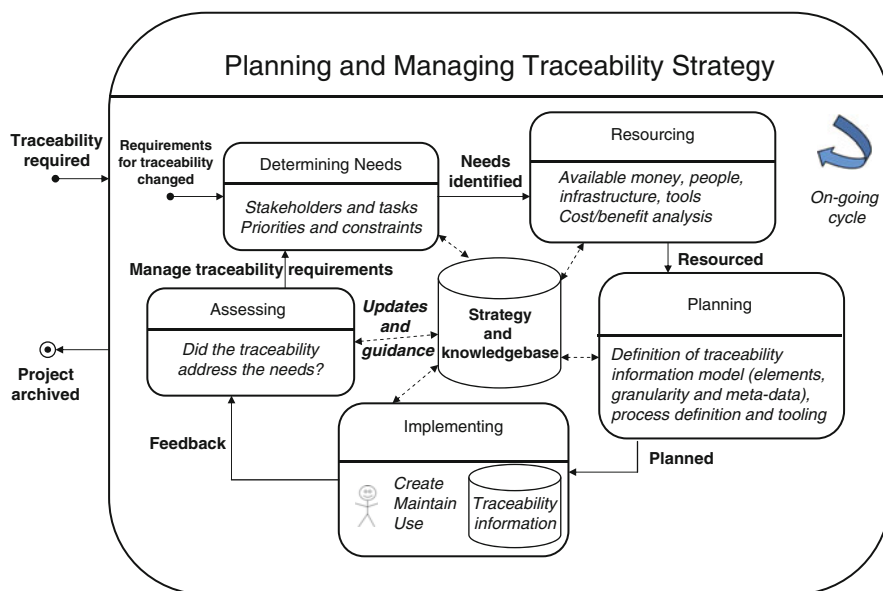 Planning and Managing Traceability Strategy
Traceability
required
Requirements
for traceability
changed
Determining Needs
Stakeholders and tasks
Priorities and constraints
Needs
identified
Resourcing
Available money, people,
infrastructure, tools
Cost/benefit analysis
On-going
cycle
Resourced
Manage traceability requirements
Assessing
Did the traceability
address the needs?
Updates
and
guidance
Strategy
and
knowledgebase
Planning
Definition of traceability
information model (elements,
granularity and meta-data),
process definition and tooling
Project
archived
Feedback
Implementing
Create
Maintain
Use
Traceability
information
Planned